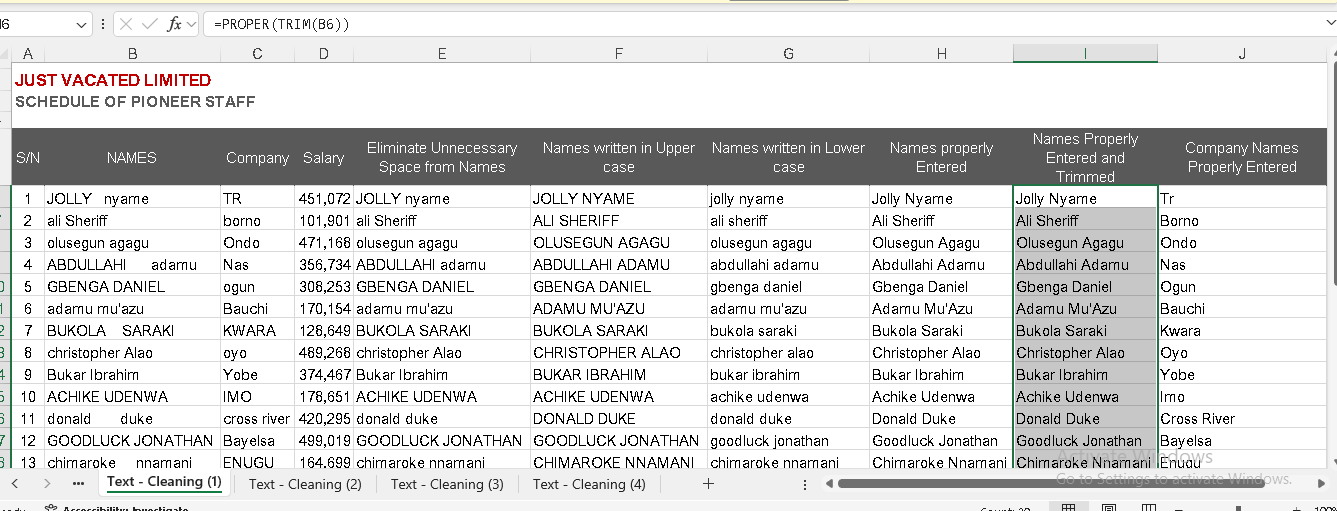 I6 =PROPER(TRIM(B6))
A B C D E F G H I J
JUST VACATED LIMITED
SCHEDULE OF PIONEER STAFF
S/N NAMES Company Salary Eliminate Unnecessary Space from Names Names written in Upper case Names written in Lower case Names properly Entered Names Properly Entered and Trimmed Company Names Properly Entered
1 JOLLY nyame TR 451,072 JOLLY nyame JOLLY NYAME jolly nyame Jolly Nyame Jolly Nyame Tr
2 ali Sheriff borno 101,901 ali Sheriff ALI SHERIFF ali sheriff Ali Sheriff Ali Sheriff Borno
3 olusegun agagu Ondo 471,168 olusegun agagu OLUSEGUN AGAGU olusegun agagu Olusegun Agagu Olusegun Agagu Ondo
4 ABDULLAHI adamu Nas 356,734 ABDULLAHI adamu ABDULLAHI ADAMU abdullahi adamu Abdullahi Adamu Abdullahi Adamu Nas
5 GBENGA DANIEL ogun 308,253 GBENGA DANIEL GBENGA DANIEL gbenga daniel Gbenga Daniel Gbenga Daniel Ogun
6 adamu mu'azu Bauchi 170,154 adamu mu'azu ADAMU MU'AZU adamu mu'azu Adamu Mu'Azu Adamu Mu'Azu Bauchi
7 BUKOLA SARAKI KWARA 128,649 BUKOLA SARAKI BUKOLA SARAKI bukola saraki Bukola Saraki Bukola Saraki Kwara
8 christopher Alao oyo 489,268 christopher Alao CHRISTOPHER ALAO christopher alao Christopher Alao Christopher Alao Oyo
9 Bukar Ibrahim Yobe 374,467 Bukar Ibrahim BUKAR IBRAHIM bukar ibrahim Bukar Ibrahim Bukar Ibrahim Yobe
10 ACHIKE UDENWA IMO 178,651 ACHIKE UDENWA ACHIKE UDENWA achike udenwa Achike Udenwa Achike Udenwa Imo
11 donald duke cross river 420,295 donald duke DONALD DUKE donald duke Donald Duke Donald Duke Cross River
12 GOODLUCK JONATHAN Bayelsa 499,019 GOODLUCK JONATHAN GOODLUCK JONATHAN goodluck jonathan Goodluck Jonathan Goodluck Jonathan Bayelsa
13 chimaroke nnamani ENUGU 164,699 chimaroke nnamani CHIMAROKE NNAMANI chimaroke nnamani Chimaroke Nnamani Chimaroke Nnamani Enugu
Activate Windows
Go to Settings to activate Windows.
Text - Cleaning (1) Text - Cleaning (2) Text - Cleaning (3) Text - Cleaning (4)
Accessibility: Investigate